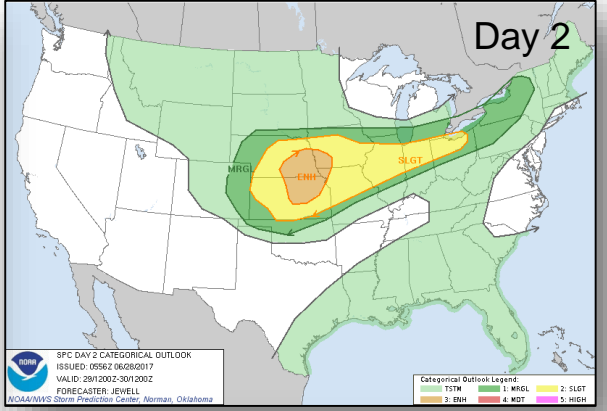 Day 2
MRGL
ENH
SLGT
noaa
SPC DAY 2 CATEGORICAL OUTLOOK
ISSUED: 0556Z 06/28/2017
VALID: 29/1200Z-30/1200Z
FORECASTER: JEWELL
NOAA/NWS Storm Prediction Center, Norman, Oklahoma
Categorical Outlook Legend:
TSTM 1: MRGL 2: SLGT
3: ENH 4: MDT 5: HIGH